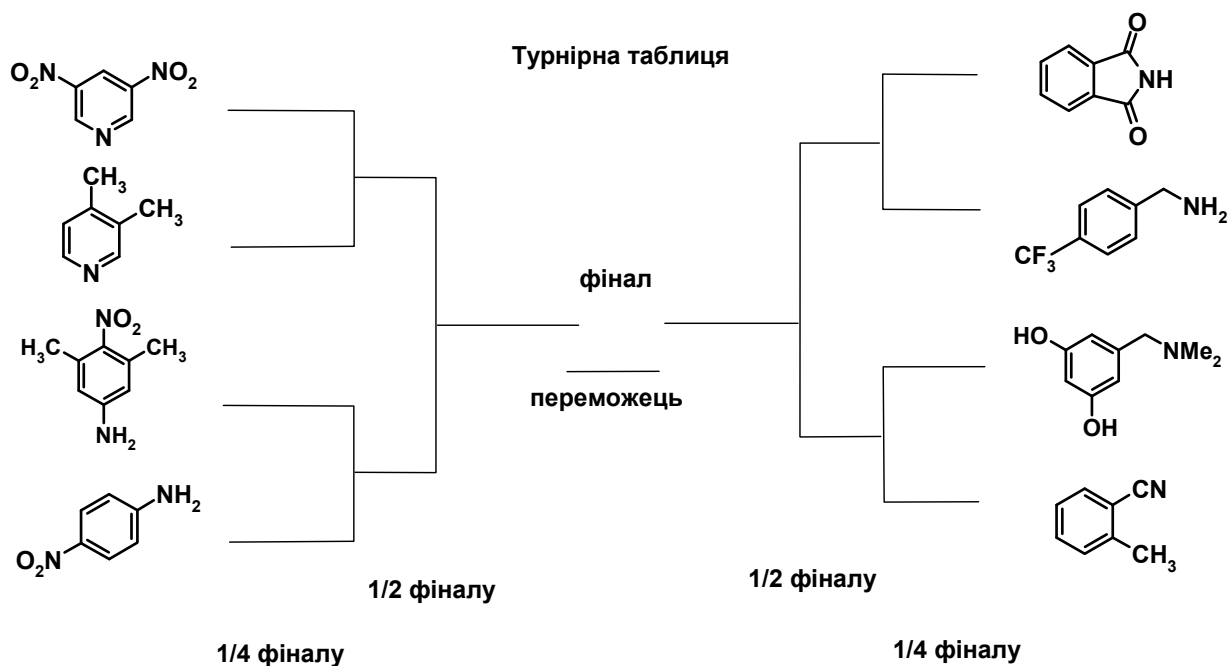 Турнірна таблиця
O₂N NO₂
N
CH₃
CH₃
N
NO₂
H₃C CH₃
NH₂
NH₂
O₂N
фінал
переможець
1/2 фіналу
1/4 фіналу
O
NH
O
NH₂
CF₃
HO
NMe₂
OH
CN
CH₃
1/2 фіналу
1/4 фіналу